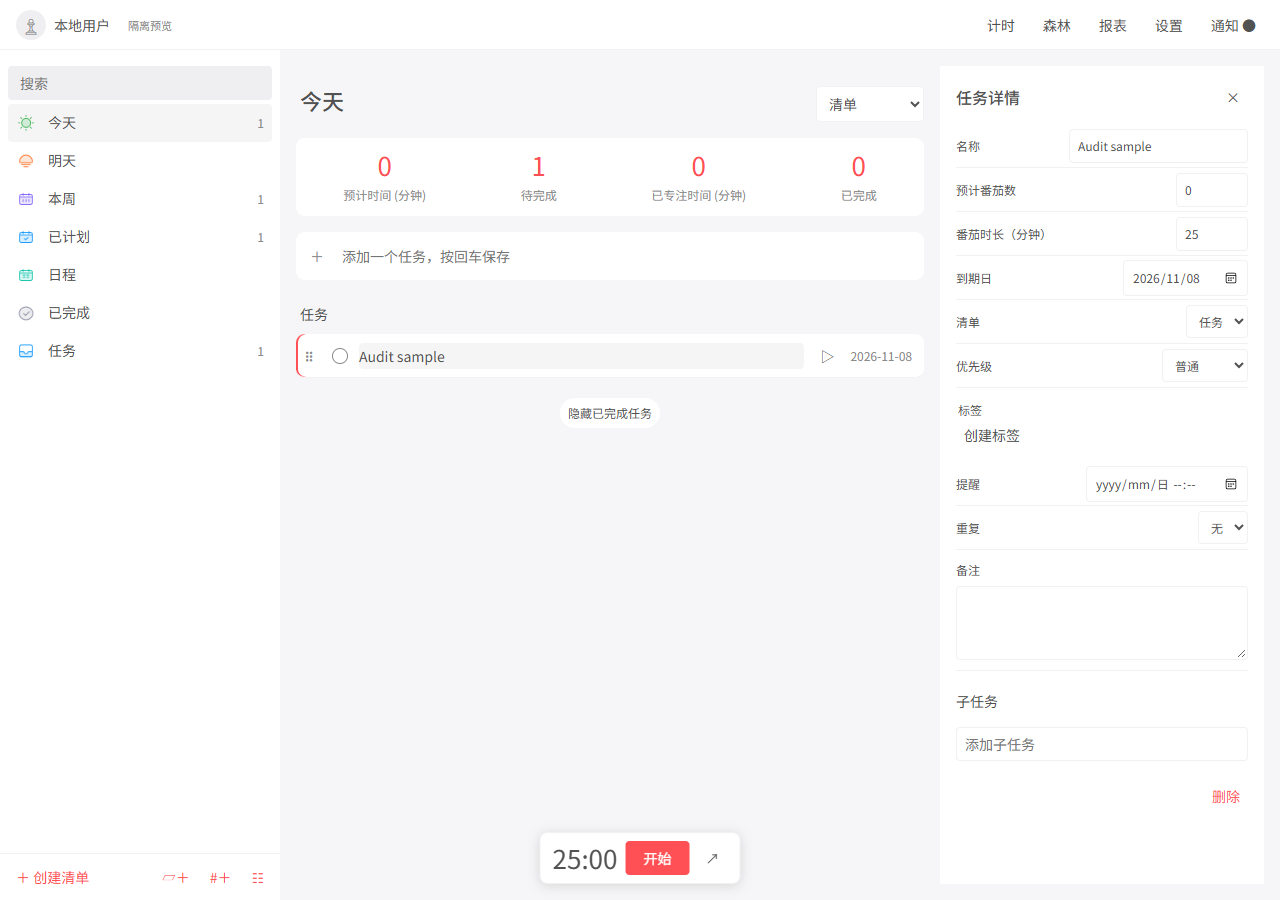 本地用户 隔离预览 计时 森林 报表 设置 通知
搜索
今天 1
明天
本周 1
已计划 1
日程
已完成
任务 1
+ 创建清单
#+
今天 清单
0 1 0 0
预计时间 (分钟) 待完成 已专注时间 (分钟) 已完成
+ 添加一个任务，按回车保存
任务
Audit sample 2026-11-08
隐藏已完成任务
25:00 开始
任务详情
名称 Audit sample
预计番茄数 0
番茄时长（分钟） 25
到期日 2026/11/08
清单 任务
优先级 普通
标签
创建标签
提醒 yyyy/mm/日 --:--
重复 无
备注
子任务
添加子任务
删除